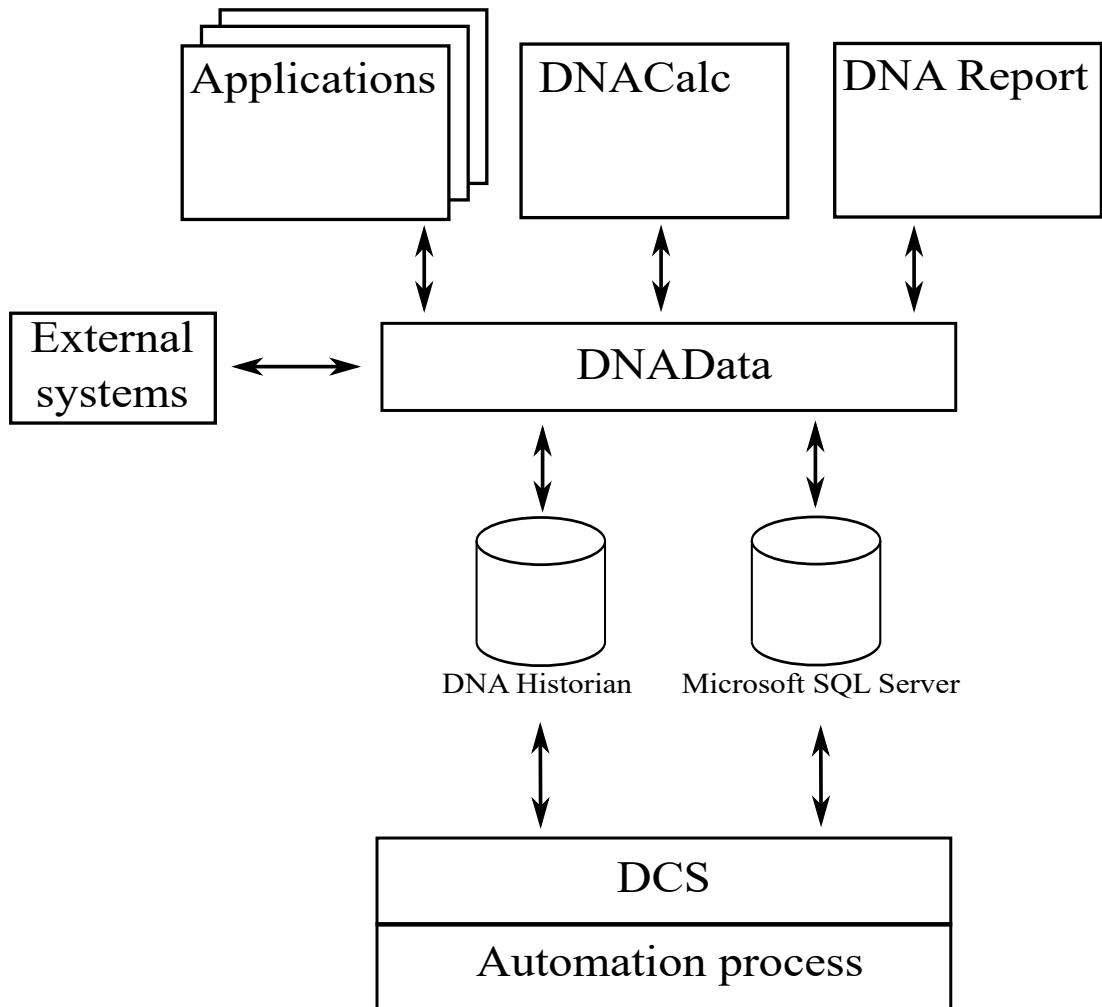 Applications
DNACalc
DNA Report
External
systems
DNAData
DNA Historian
Microsoft SQL Server
DCS
Automation process